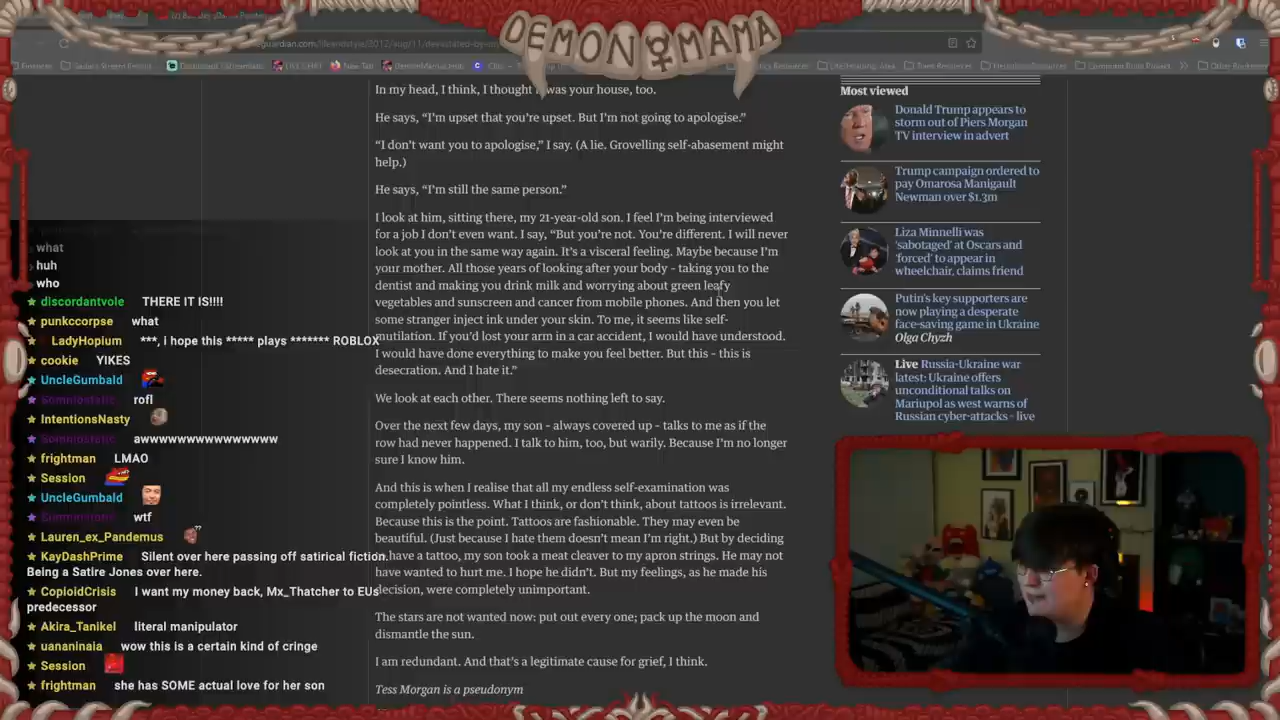 DEMON MAMA
guardian.com/lifeandstyle/2012/aug/11/devastated-by-
In my head, I think, I thought it was your house, too.
He says, “I’m upset that you’re upset. But I’m not going to apologise.”
“I don’t want you to apologise,” I say. (A lie. Grovelling self-abasement might
help.)
He says, “I’m still the same person.”
I look at him, sitting there, my 21-year-old son. I feel I’m being interviewed
for a job I don’t even want. I say, “But you’re not. You’re different. I will never
look at you in the same way again. It’s a visceral feeling. Maybe because I’m
your mother. All those years of looking after your body – taking you to the
dentist and making you drink milk and worrying about green leafy
vegetables and sunscreen and cancer from mobile phones. And then you let
some stranger inject ink under your skin. To me, it seems like self-
mutilation. If you’d lost your arm in a car accident, I would have understood.
I would have done everything to make you feel better. But this – this is
desecration. And I hate it.”
We look at each other. There seems nothing left to say.
Over the next few days, my son – always covered up – talks to me as if the
row had never happened. I talk to him, too, but warily. Because I’m no longer
sure I know him.
And this is when I realise that all my endless self-examination was
completely pointless. What I think, or don’t think, about tattoos is irrelevant.
Because this is the point. Tattoos are fashionable. They may even be
beautiful. (Just because I hate them doesn’t mean I’m right.) But by deciding
to have a tattoo, my son took a meat cleaver to my apron strings. He may not
have wanted to hurt me. I hope he didn’t. But my feelings, as he made his
decision, were completely unimportant.
The stars are not wanted now: put out every one; pack up the moon and
dismantle the sun.
I am redundant. And that’s a legitimate cause for grief, I think.
Tess Morgan is a pseudonym
Most viewed
Donald Trump appears to
storm out of Piers Morgan
TV interview in advert
Trump campaign ordered to
pay Omarosa Manigault
Newman over $1.3m
Liza Minnelli was
‘sabotaged’ at Oscars and
‘forced’ to appear in
wheelchair, claims friend
Putin’s key supporters are
now playing a desperate
face-saving game in Ukraine
Olga Chyzh
Live Russia-Ukraine war
latest: Ukraine offers
unconditional talks on
Mariupol as west warns of
Russian cyber-attacks – live
what
huh
who
discordantvole THERE IT IS!!!!
punkccorpse what
LadyHopium ***, i hope this ***** plays ******* ROBLOX
cookie YIKES
UncleGumbald
Somniostatic rofl
IntentionsNasty
Somniostatic awwwwwwwwwwwwwwww
frightman LMAO
Session
UncleGumbald
Somniostatic wtf
Lauren_ex_Pandemus
KayDashPrime Silent over here passing off satirical fiction.
Being a Satire Jones over here.
CopioidCrisis I want my money back, Mx_Thatcher to EUs
predecessor
Akira_Tanikel literal manipulator
uananinaia wow this is a certain kind of cringe
Session
frightman she has SOME actual love for her son